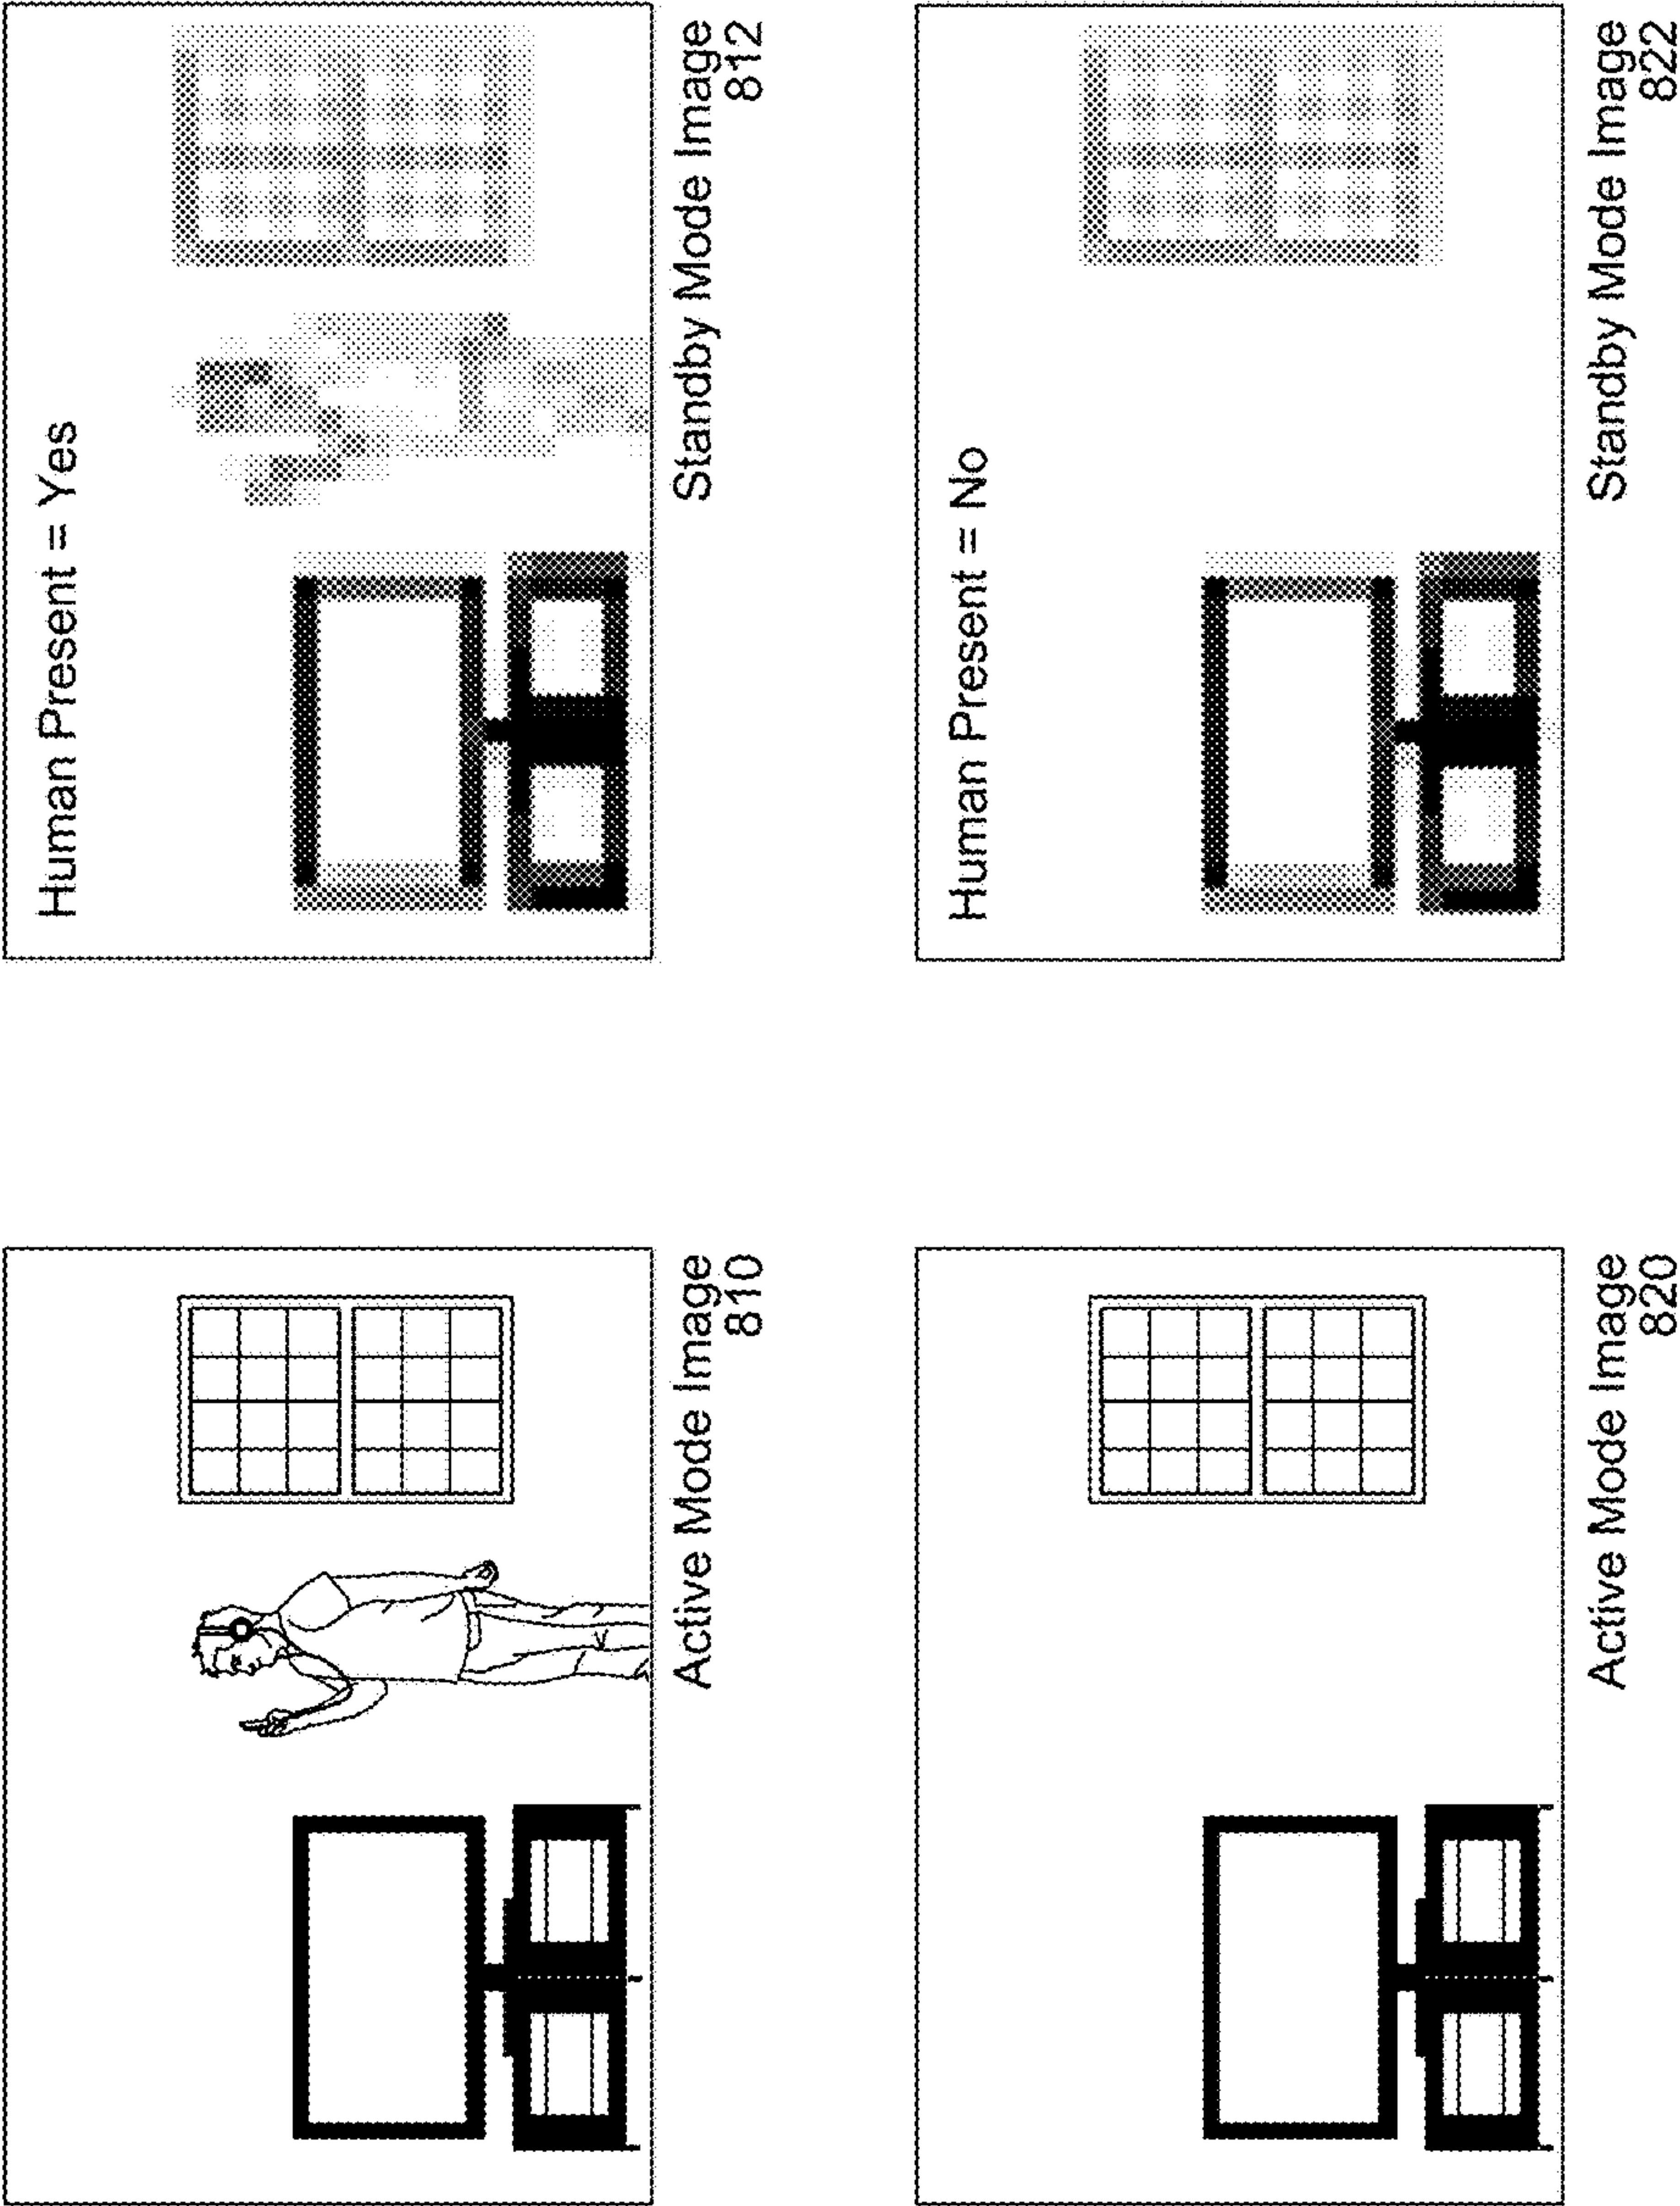 Human Present = Yes
Active Mode Image
810
Standby Mode Image
812
Human Present = No
Active Mode Image
820
Standby Mode Image
822